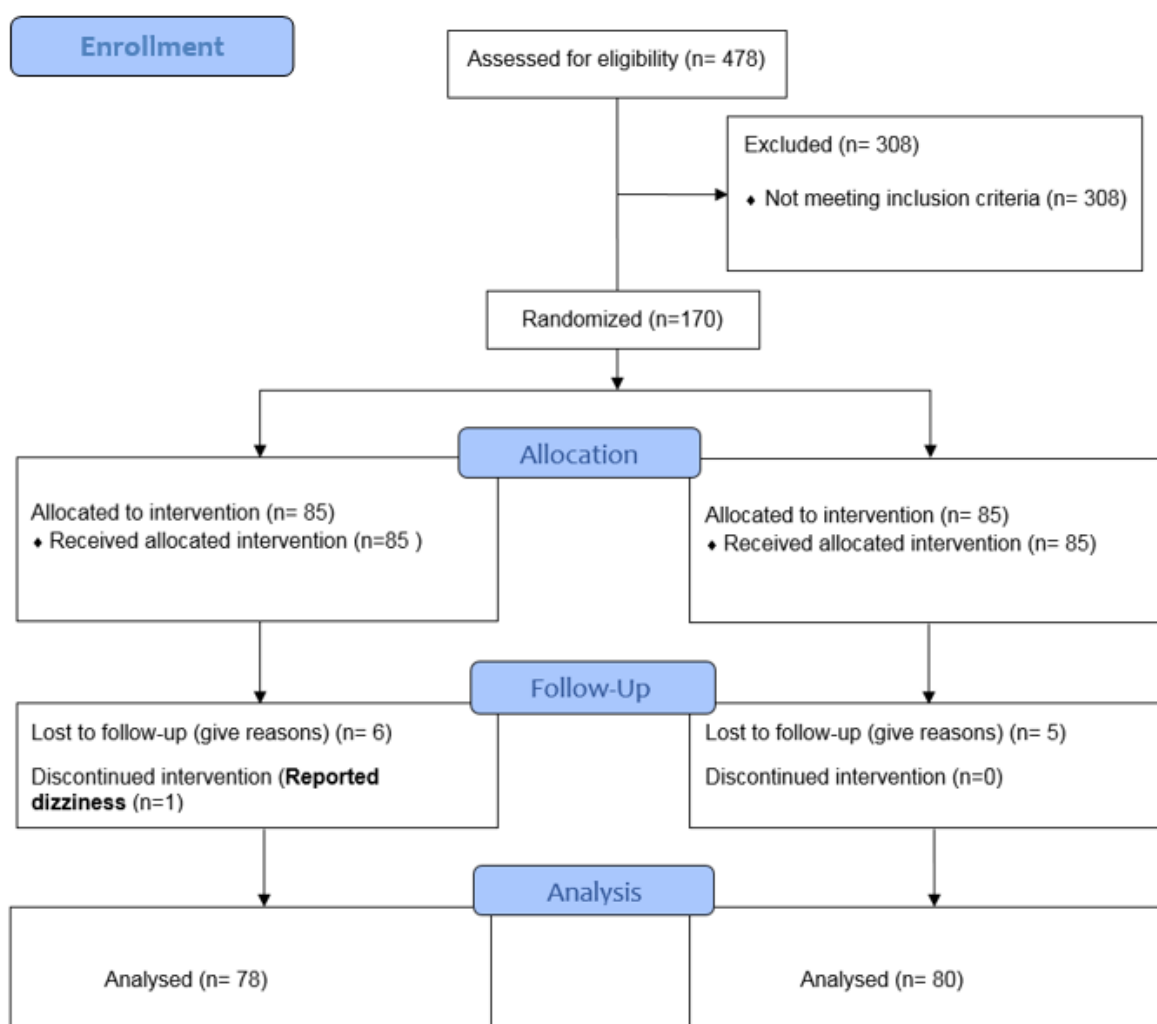 Enrollment
Assessed for eligibility (n= 478)
Excluded (n= 308)
♦ Not meeting inclusion criteria (n= 308)
Randomized (n=170)
Allocation
Allocated to intervention (n= 85)
♦ Received allocated intervention (n=85 )
Allocated to intervention (n= 85)
♦ Received allocated intervention (n= 85)
Follow-Up
Lost to follow-up (give reasons) (n= 6)
Discontinued intervention (Reported
dizziness (n=1)
Lost to follow-up (give reasons) (n= 5)
Discontinued intervention (n=0)
Analysis
Analysed (n= 78)
Analysed (n= 80)